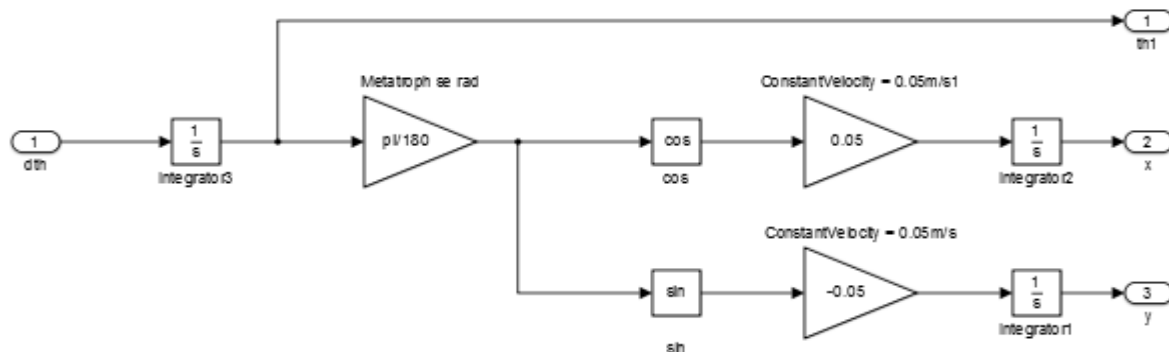 1
th1
Metatroph se rad
ConstantVelocity = 0.05m/s1
1
dth
1
s
Integrator3
pi/180
cos
cos
0.05
1
s
Integrator2
2
x
ConstantVelocity = 0.05m/s
sin
sin
-0.05
1
s
Integrator1
3
y